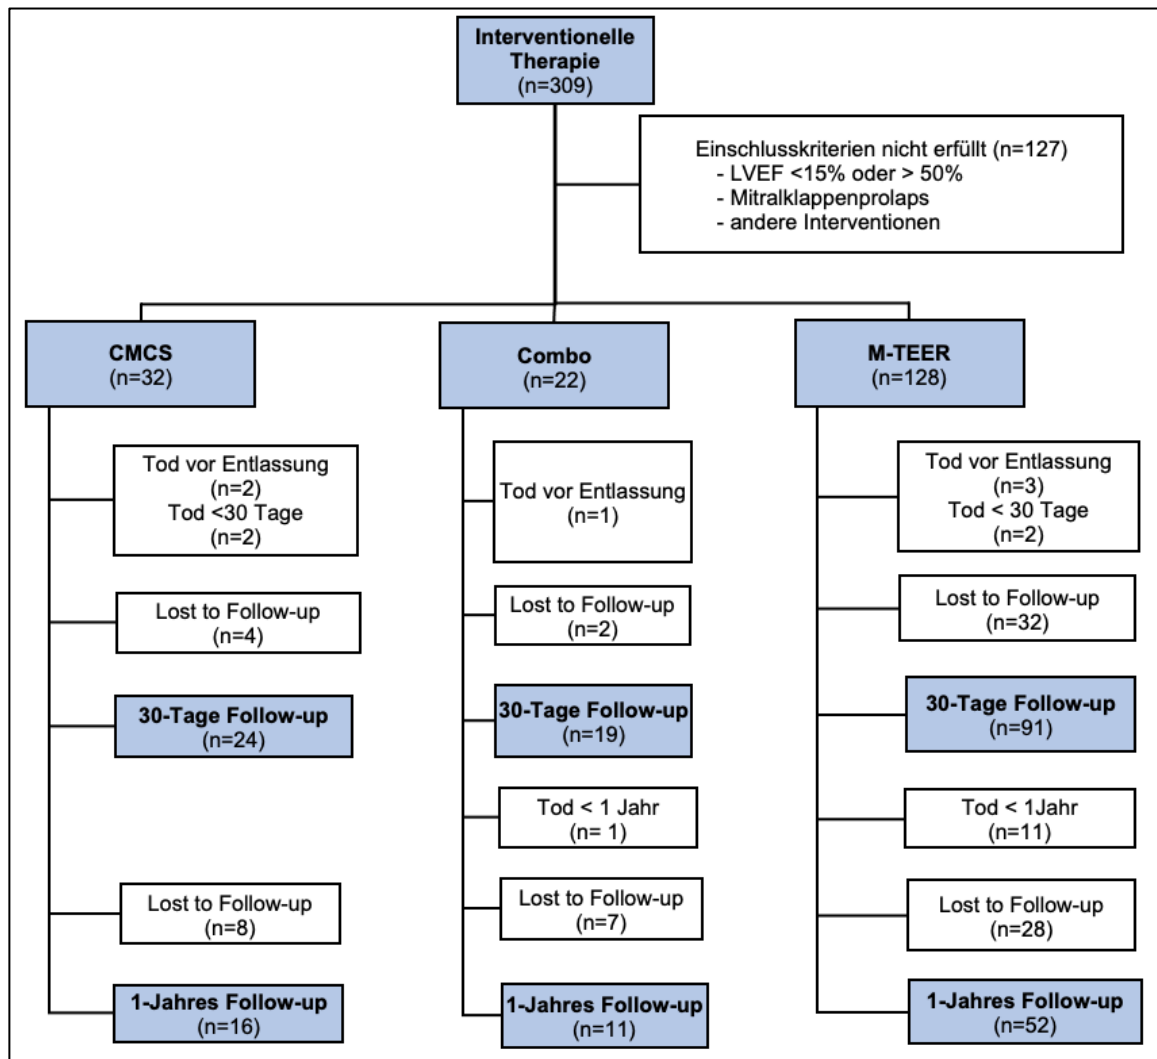 Interventionelle
Therapie
(n=309)
Einschlusskriterien nicht erfüllt (n=127)
- LVEF <15% oder > 50%
- Mitralklappenprolaps
- andere Interventionen
CMCS
(n=32)
Combo
(n=22)
M-TEER
(n=128)
Tod vor Entlassung
(n=2)
Tod <30 Tage
(n=2)
Tod vor Entlassung
(n=1)
Tod vor Entlassung
(n=3)
Tod < 30 Tage
(n=2)
Lost to Follow-up
(n=4)
Lost to Follow-up
(n=2)
Lost to Follow-up
(n=32)
30-Tage Follow-up
(n=24)
30-Tage Follow-up
(n=19)
30-Tage Follow-up
(n=91)
Tod < 1 Jahr
(n= 1)
Tod < 1Jahr
(n=11)
Lost to Follow-up
(n=8)
Lost to Follow-up
(n=7)
Lost to Follow-up
(n=28)
1-Jahres Follow-up
(n=16)
1-Jahres Follow-up
(n=11)
1-Jahres Follow-up
(n=52)